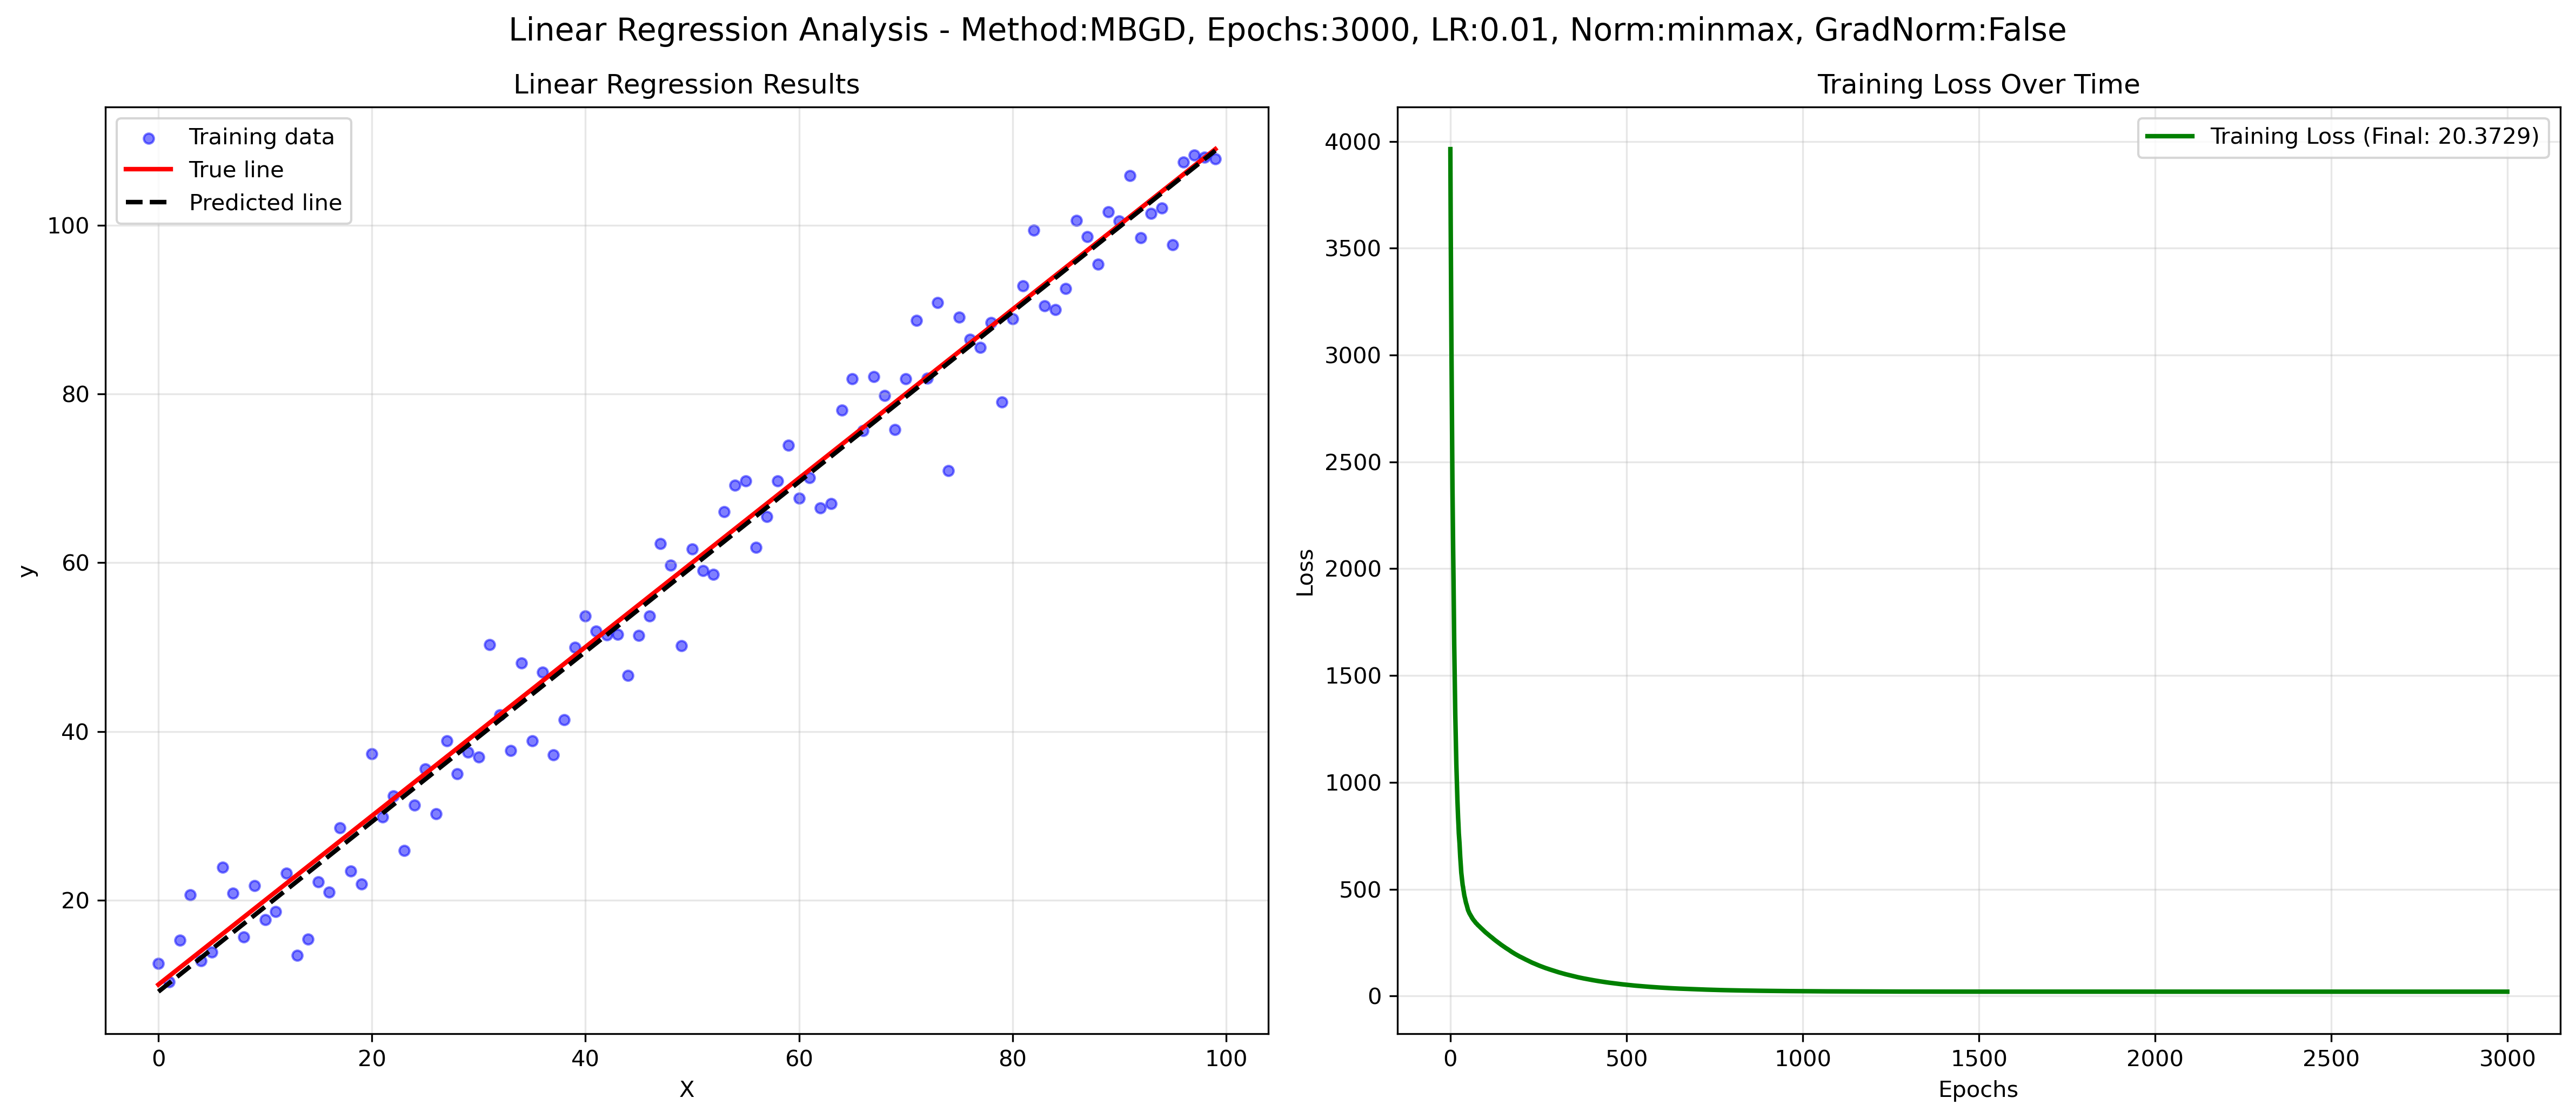 Linear Regression Analysis - Method:MBGD, Epochs:3000, LR:0.01, Norm:minmax, GradNorm:False
Linear Regression Results
Training data
True line
Predicted line
100
80
60
40
20
y
0 20 40 60 80 100
X
Training Loss Over Time
Training Loss (Final: 20.3729)
4000
3500
3000
2500
2000
1500
1000
500
0
Loss
0 500 1000 1500 2000 2500 3000
Epochs